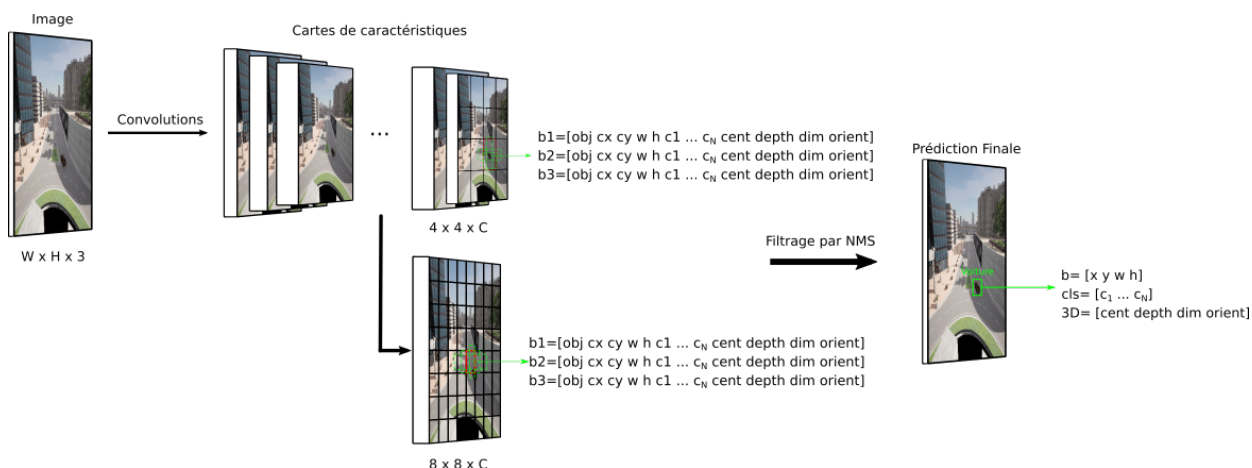 Image
Cartes de caractéristiques
Convolutions
...
b1=[obj cx cy w h c1 ... cN cent depth dim orient]
b2=[obj cx cy w h c1 ... cN cent depth dim orient]
b3=[obj cx cy w h c1 ... cN cent depth dim orient]
4 x 4 x C
W x H x 3
Filtrage par NMS
Prédiction Finale
Voiture
b= [x y w h]
cls= [c1 ... cN]
3D= [cent depth dim orient]
b1=[obj cx cy w h c1 ... cN cent depth dim orient]
b2=[obj cx cy w h c1 ... cN cent depth dim orient]
b3=[obj cx cy w h c1 ... cN cent depth dim orient]
8 x 8 x C